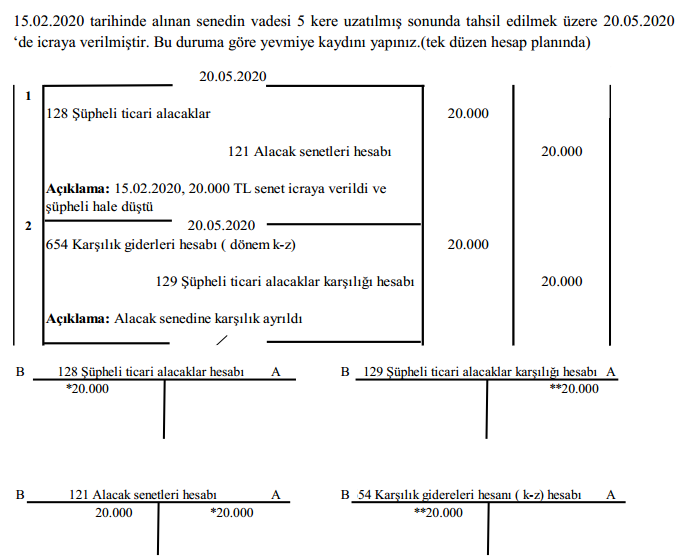 15.02.2020 tarihinde alınan senedin vadesi 5 kere uzatılmış sonunda tahsil edilmek üzere 20.05.2020
‘de icraya verilmiştir. Bu duruma göre yevmiye kaydını yapınız.(tek düzen hesap planında)
20.05.2020
1
128 Şüpheli ticari alacaklar 20.000
121 Alacak senetleri hesabı 20.000
Açıklama: 15.02.2020, 20.000 TL senet icraya verildi ve
şüpheli hale düştü
2 20.05.2020
654 Karşılık giderleri hesabı ( dönem k-z) 20.000
129 Şüpheli ticari alacaklar karşılığı hesabı 20.000
Açıklama: Alacak senedine karşılık ayrıldı
B 128 Şüpheli ticari alacaklar hesabı A B 129 Şüpheli ticari alacaklar karşılığı hesabı A
*20.000 **20.000
B 121 Alacak senetleri hesabı A B 54 Karşılık gidereleri hesanı ( k-z) hesabı A
20.000 *20.000 **20.000